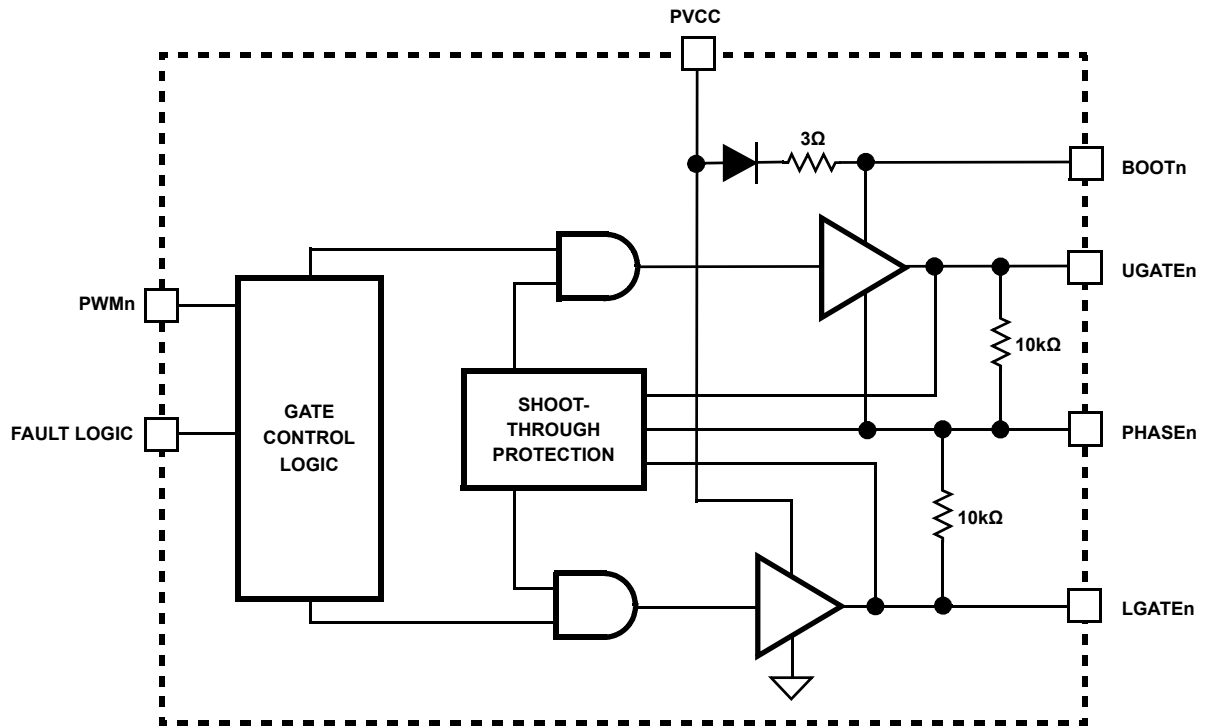 PVCC
3Ω
BOOTn
UGATEn
PWMn
10kΩ
GATE
CONTROL
LOGIC
SHOOT-
THROUGH
PROTECTION
FAULT LOGIC
PHASEn
10kΩ
LGATEn